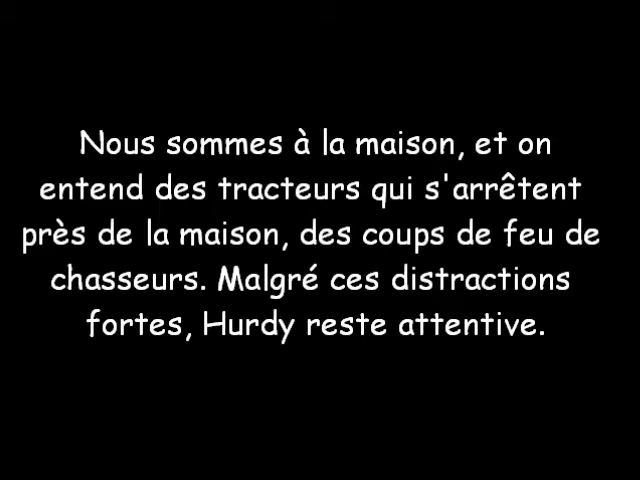 Nous sommes à la maison, et on
entend des tracteurs qui s'arrêtent
près de la maison, des coups de feu de
chasseurs. Malgré ces distractions
fortes, Hurdy reste attentive.